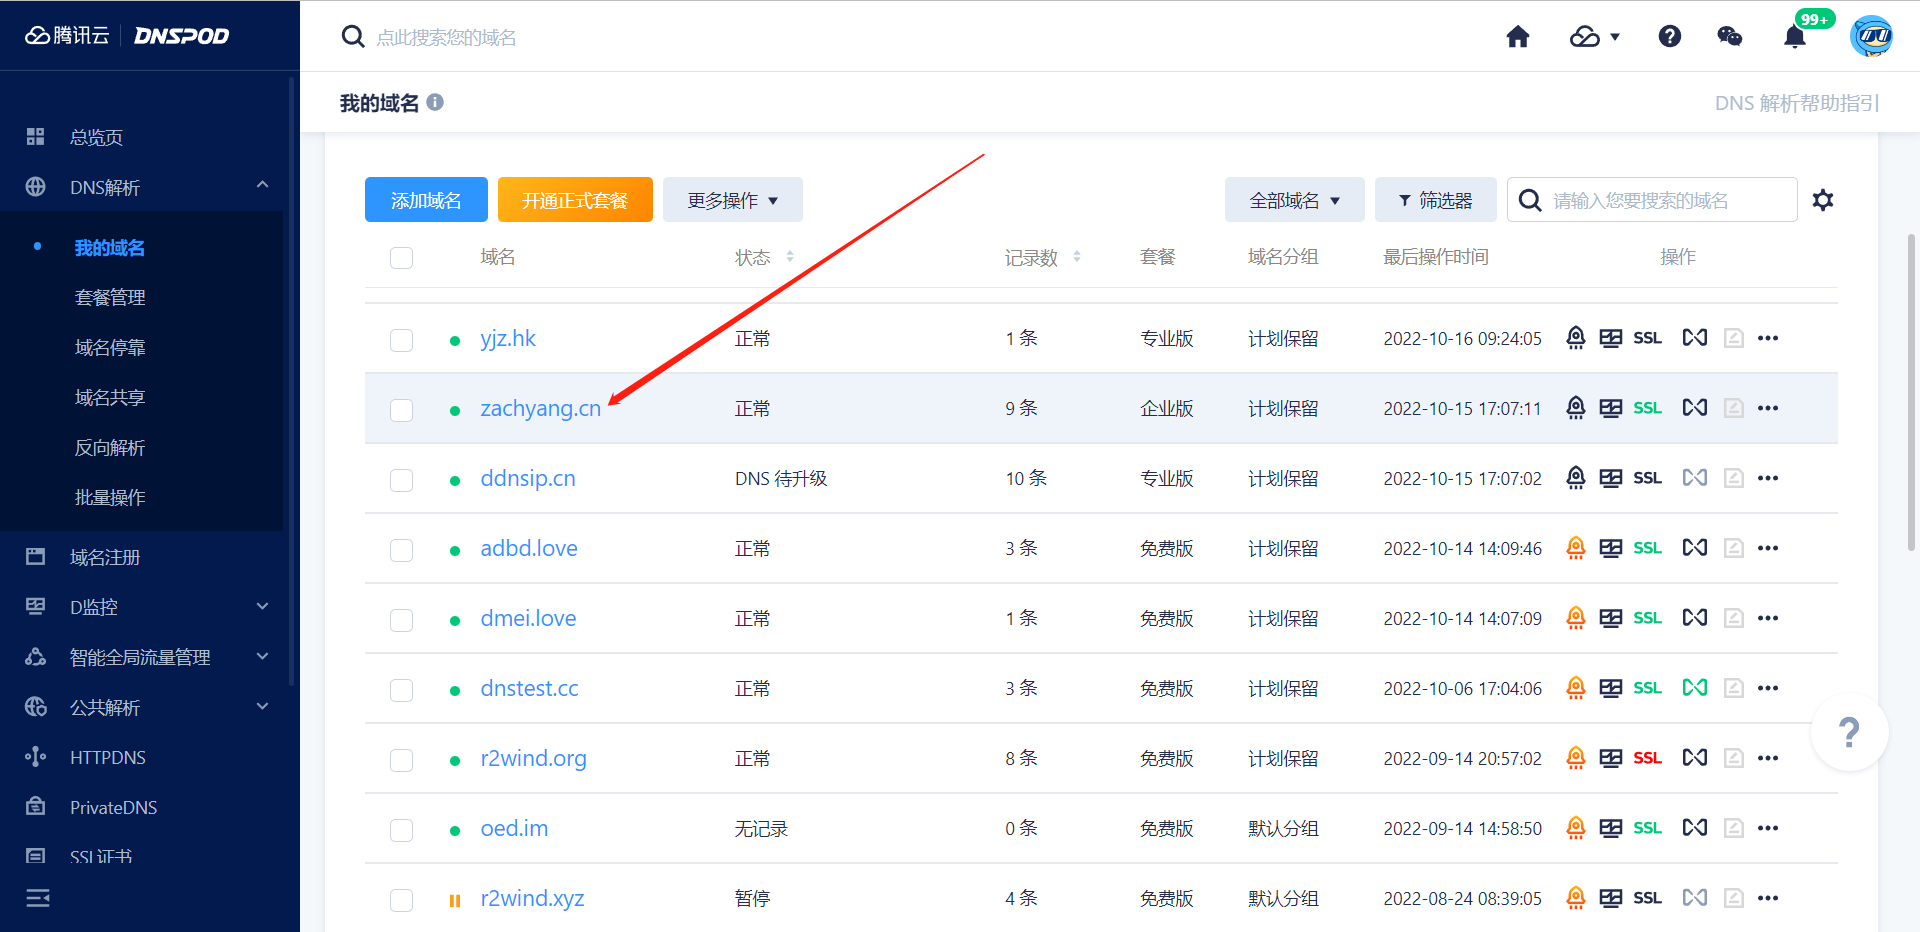 腾讯云 DNSPOD
点此搜索您的域名
99+
我的域名
DNS 解析帮助指引
总览页
DNS解析
我的域名
套餐管理
域名停靠
域名共享
反向解析
批量操作
域名注册
D监控
智能全局流量管理
公共解析
HTTPDNS
PrivateDNS
SSL证书
添加域名 开通正式套餐 更多操作 全部域名 筛选器 请输入您要搜索的域名
域名 状态 记录数 套餐 域名分组 最后操作时间 操作
yjz.hk 正常 1 条 专业版 计划保留 2022-10-16 09:24:05 SSL
zachyang.cn 正常 9 条 企业版 计划保留 2022-10-15 17:07:11 SSL
ddnsip.cn DNS 待升级 10 条 专业版 计划保留 2022-10-15 17:07:02 SSL
adbd.love 正常 3 条 免费版 计划保留 2022-10-14 14:09:46 SSL
dmei.love 正常 1 条 免费版 计划保留 2022-10-14 14:07:09 SSL
dnstest.cc 正常 3 条 免费版 计划保留 2022-10-06 17:04:06 SSL
r2wind.org 正常 8 条 免费版 计划保留 2022-09-14 20:57:02 SSL
oed.im 无记录 0 条 免费版 默认分组 2022-09-14 14:58:50 SSL
r2wind.xyz 暂停 4 条 免费版 默认分组 2022-08-24 08:39:05 SSL
?